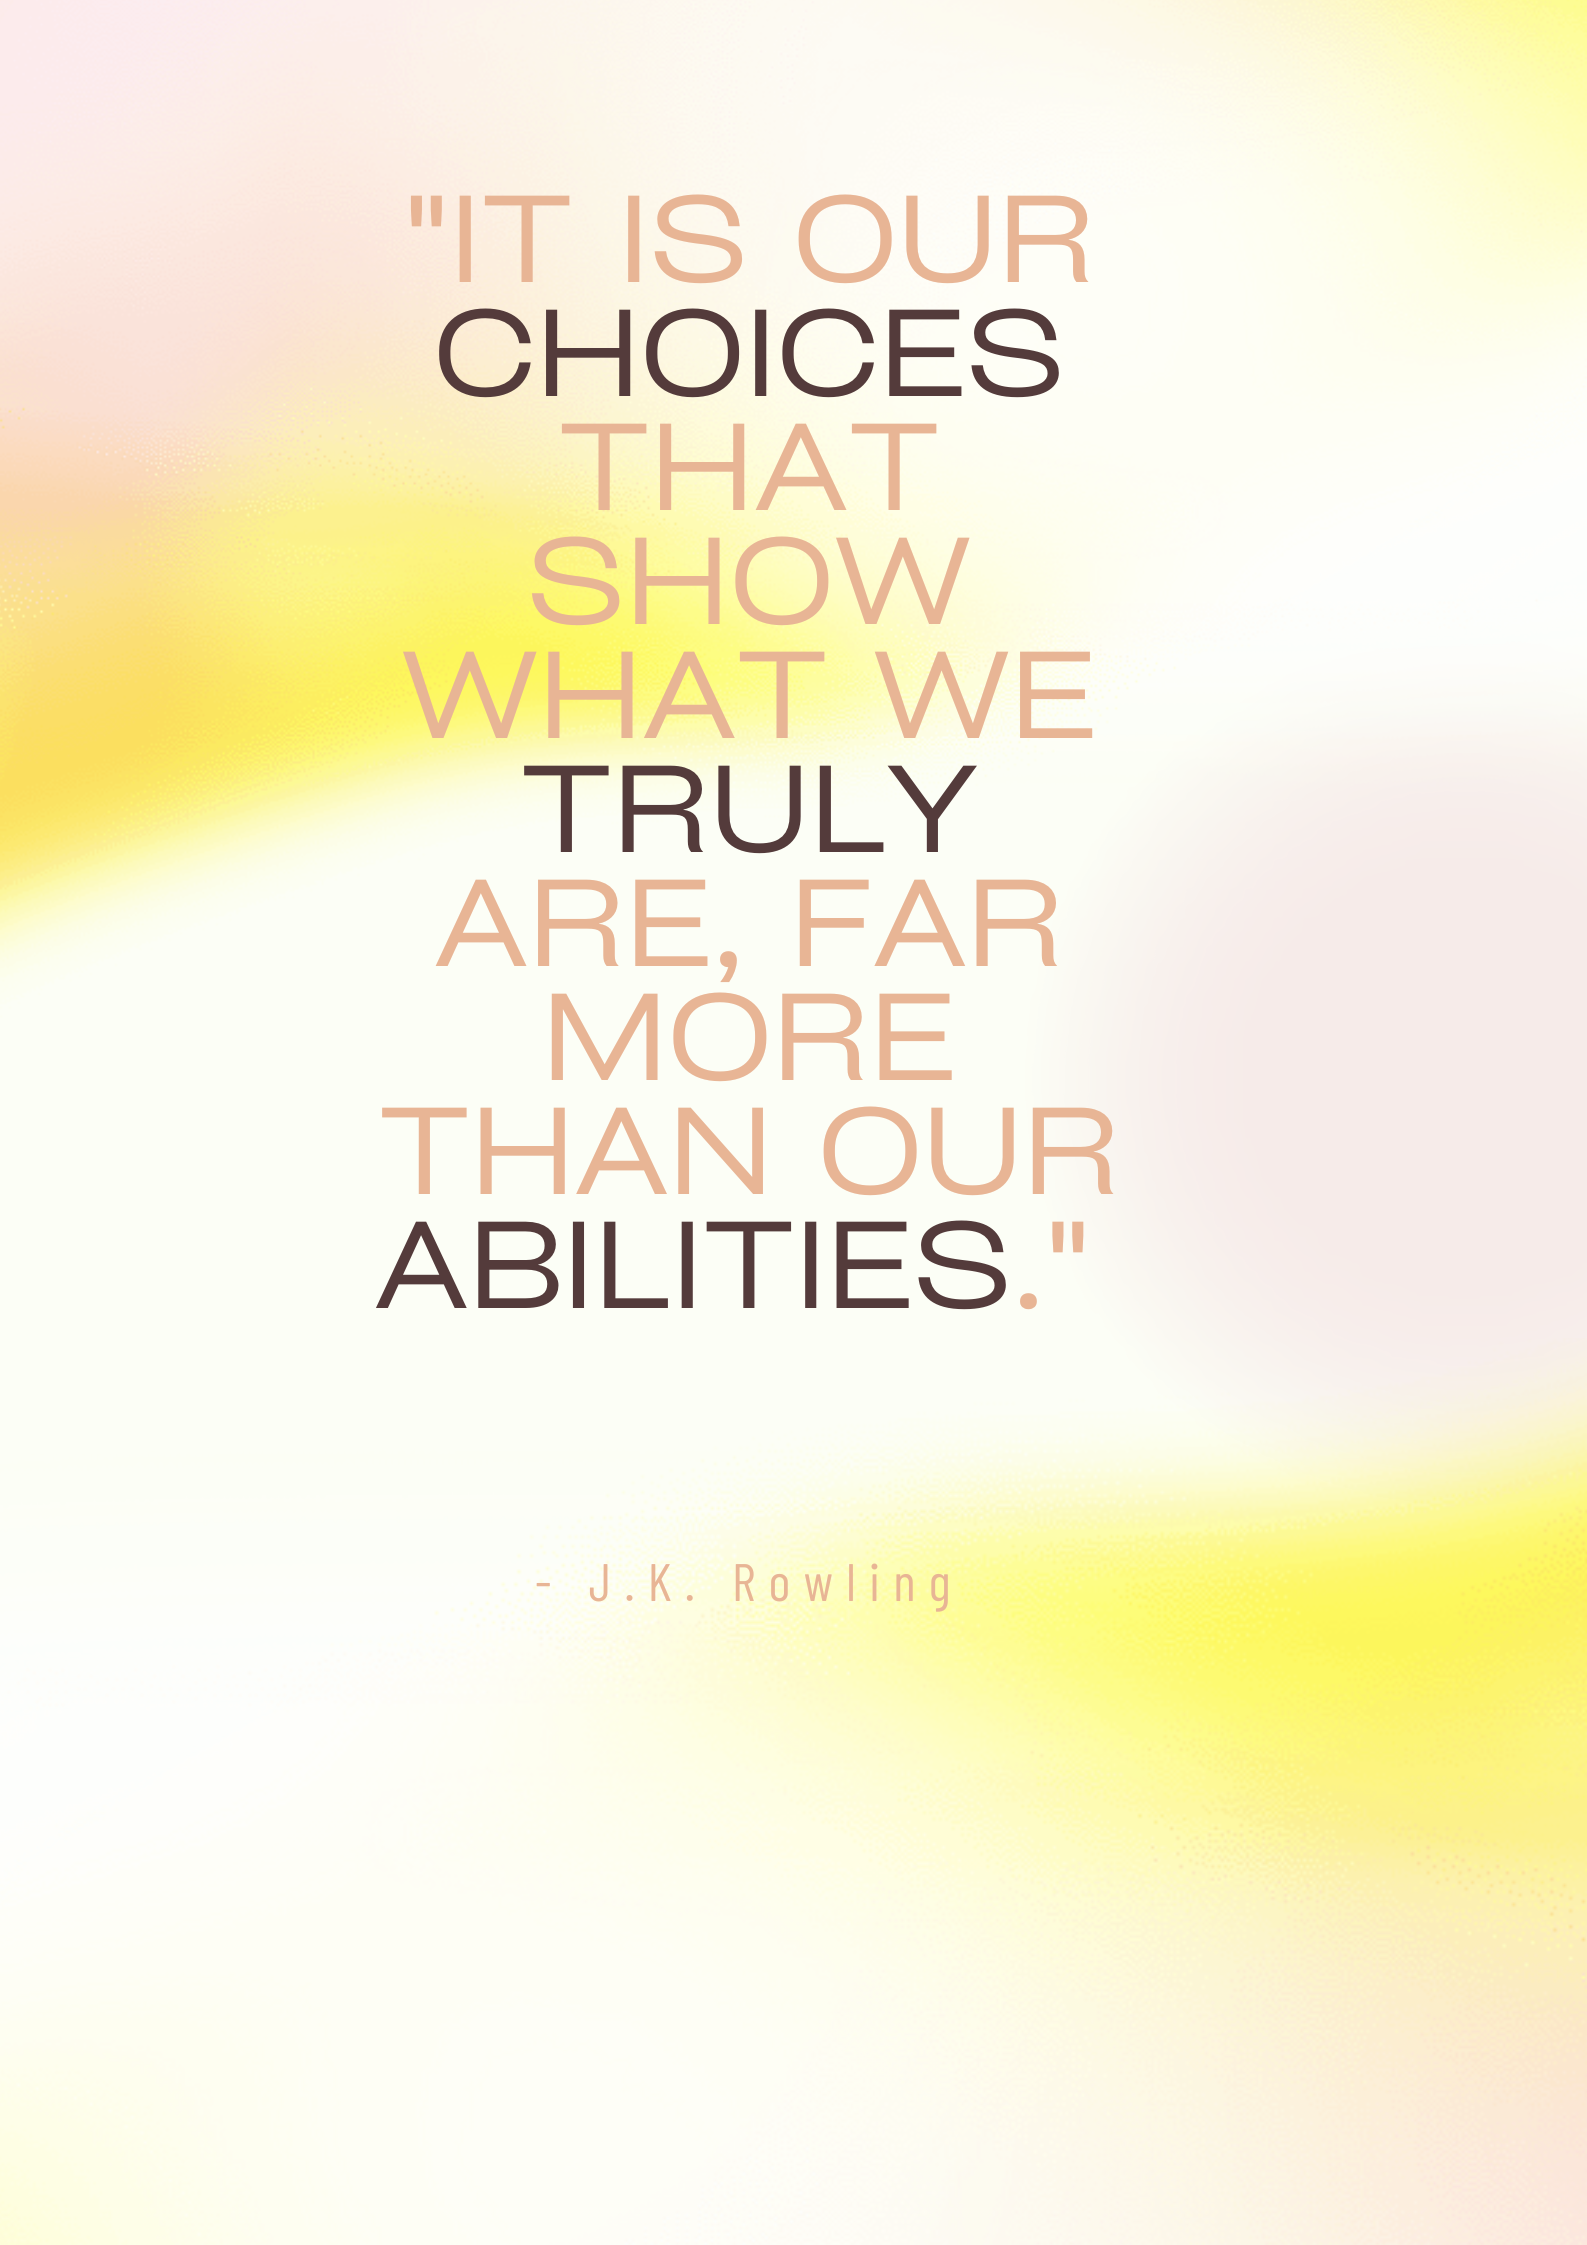 "IT IS OUR
CHOICES
THAT
SHOW
WHAT WE
TRULY
ARE, FAR
MORE
THAN OUR
ABILITIES."
- J.K. Rowling